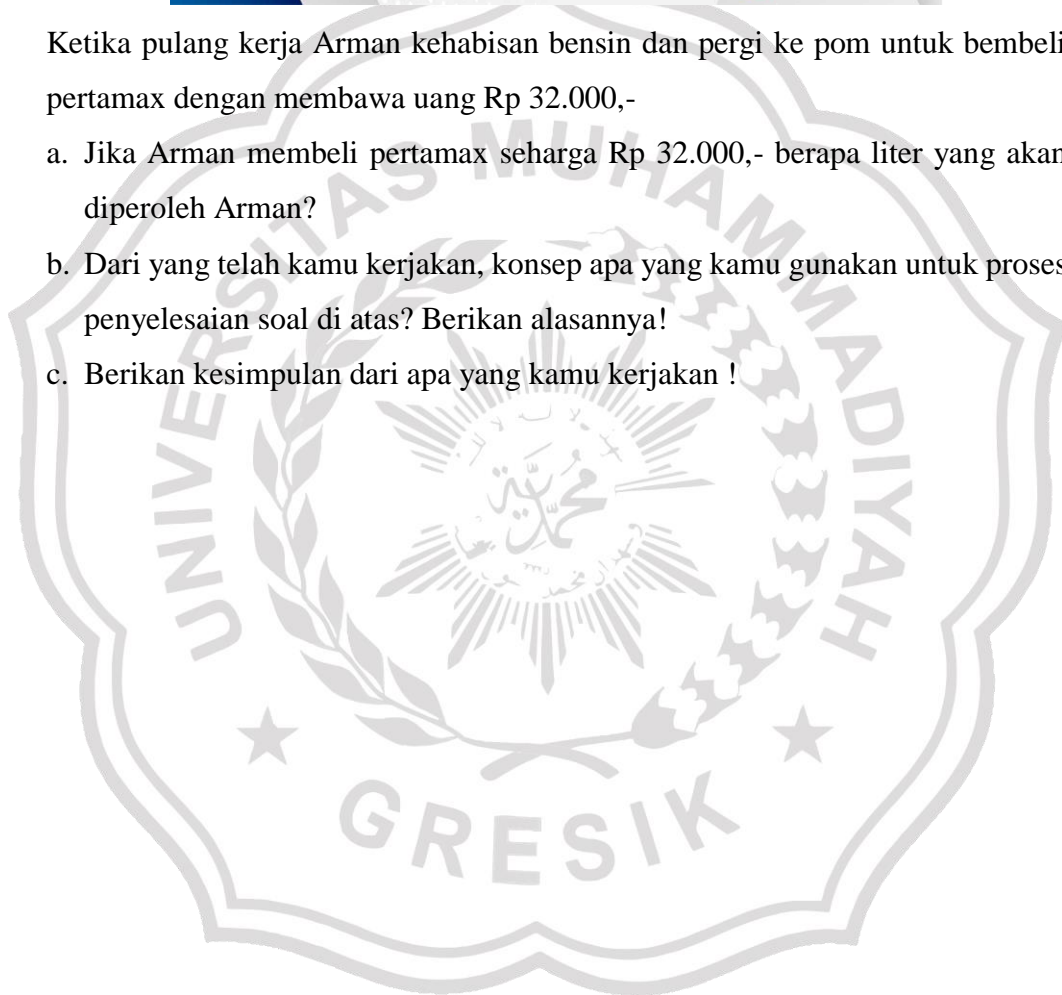 Ketika pulang kerja Arman kehabisan bensin dan pergi ke pom untuk bembeli
pertamax dengan membawa uang Rp 32.000,-
a. Jika Arman membeli pertamax seharga Rp 32.000,- berapa liter yang akan
diperoleh Arman?
b. Dari yang telah kamu kerjakan, konsep apa yang kamu gunakan untuk proses
penyelesaian soal di atas? Berikan alasannya!
c. Berikan kesimpulan dari apa yang kamu kerjakan !
UNIVERSITAS MUHAMMADIYAH
GRESIK